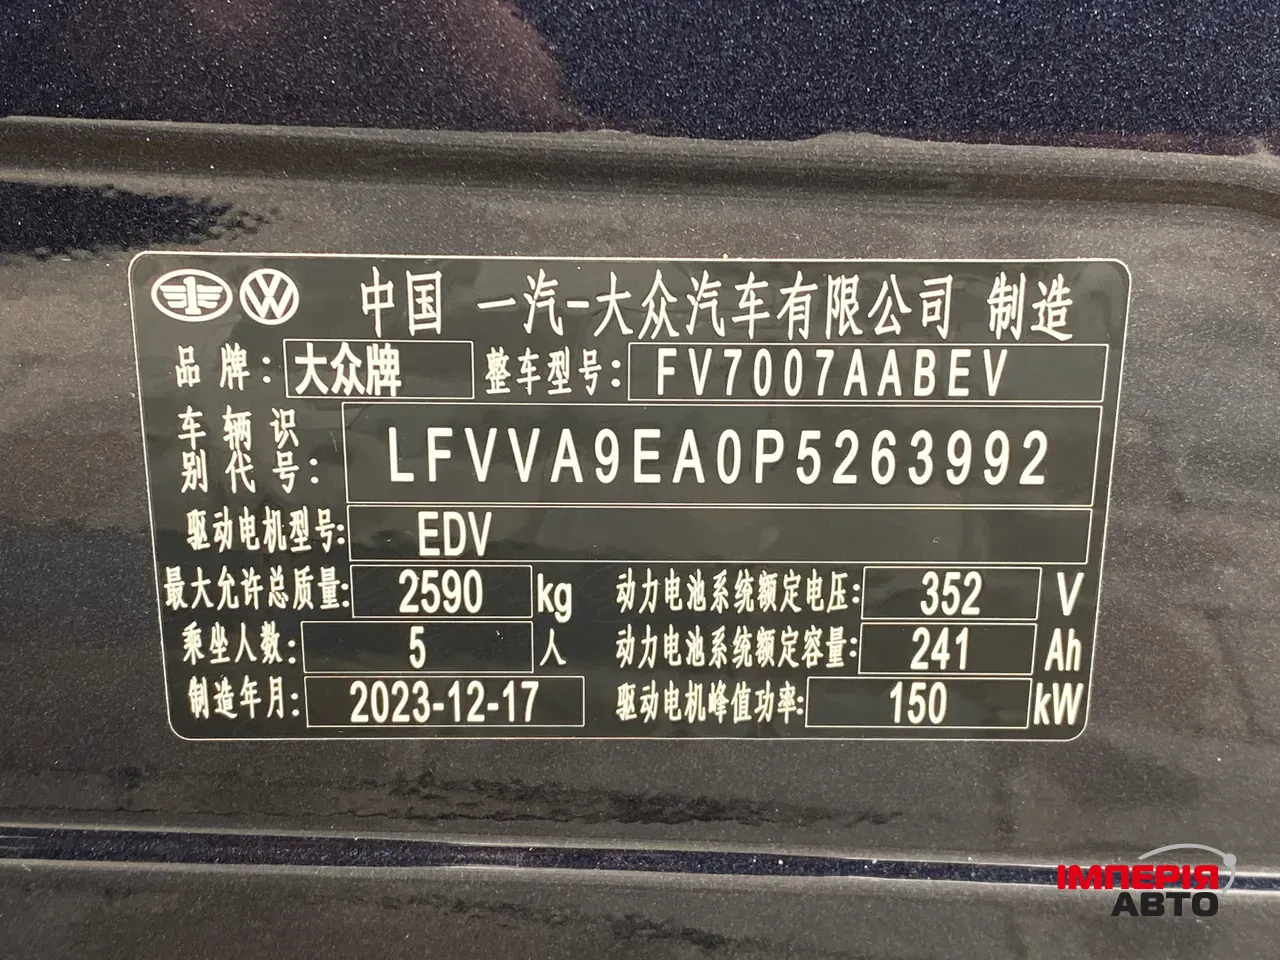 中国 一汽-大众汽车有限公司 制造
品牌: 大众牌 整车型号: FV7007AABEV
车辆识别代号: LFVVA9EA0P5263992
驱动电机型号: EDV
最大允许总质量: 2590 kg 动力电池系统额定电压: 352 V
乘坐人数: 5 人 动力电池系统额定容量: 241 Ah
制造年月: 2023-12-17 驱动电机峰值功率: 150 kW
ІМПЕРІЯ
АВТО